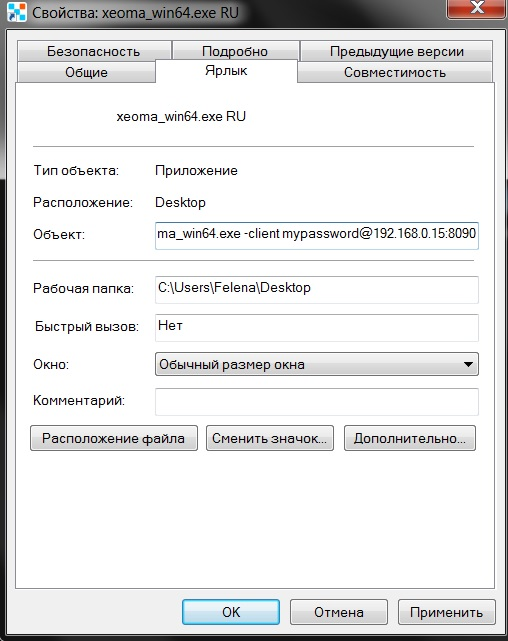 Свойства: xeoma_win64.exe RU
X
Безопасность Подробно Предыдущие версии
Общие Ярлык Совместимость
xeoma_win64.exe RU
Тип объекта: Приложение
Расположение: Desktop
Объект: ma_win64.exe -client mypassword@192.168.0.15:8090
Рабочая папка: C:\Users\Felena\Desktop
Быстрый вызов: Нет
Окно: Обычный размер окна
Комментарий:
Расположение файла Сменить значок... Дополнительно...
OK Отмена Применить